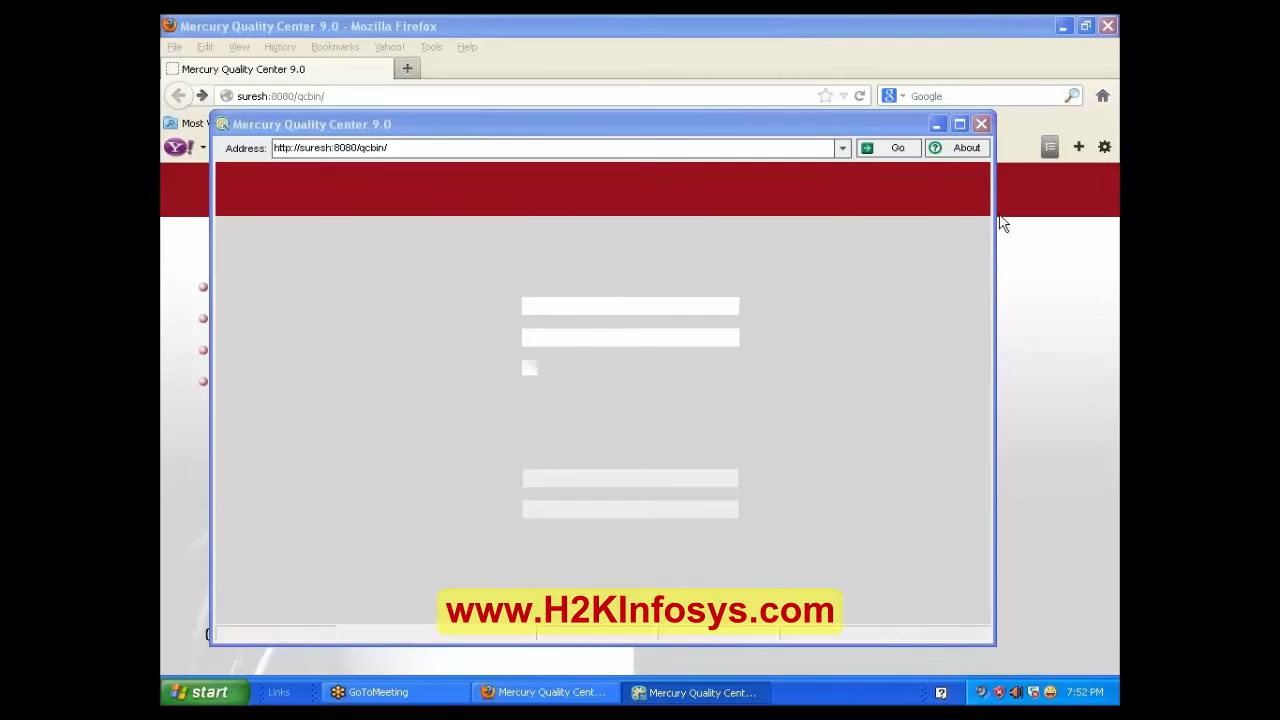 Mercury Quality Center 9.0 - Mozilla Firefox
File Edit View History Bookmarks Yahoo! Tools Help
Mercury Quality Center 9.0 +
suresh:8080/qcbin/ 8 Google
Most
Mercury Quality Center 9.0
Y!
Address: http://suresh:8080/qcbin/ Go ? About
www.H2KInfosys.com
start Links GoToMeeting Mercury Quality Cent... Mercury Quality Cent... ? 7:52 PM